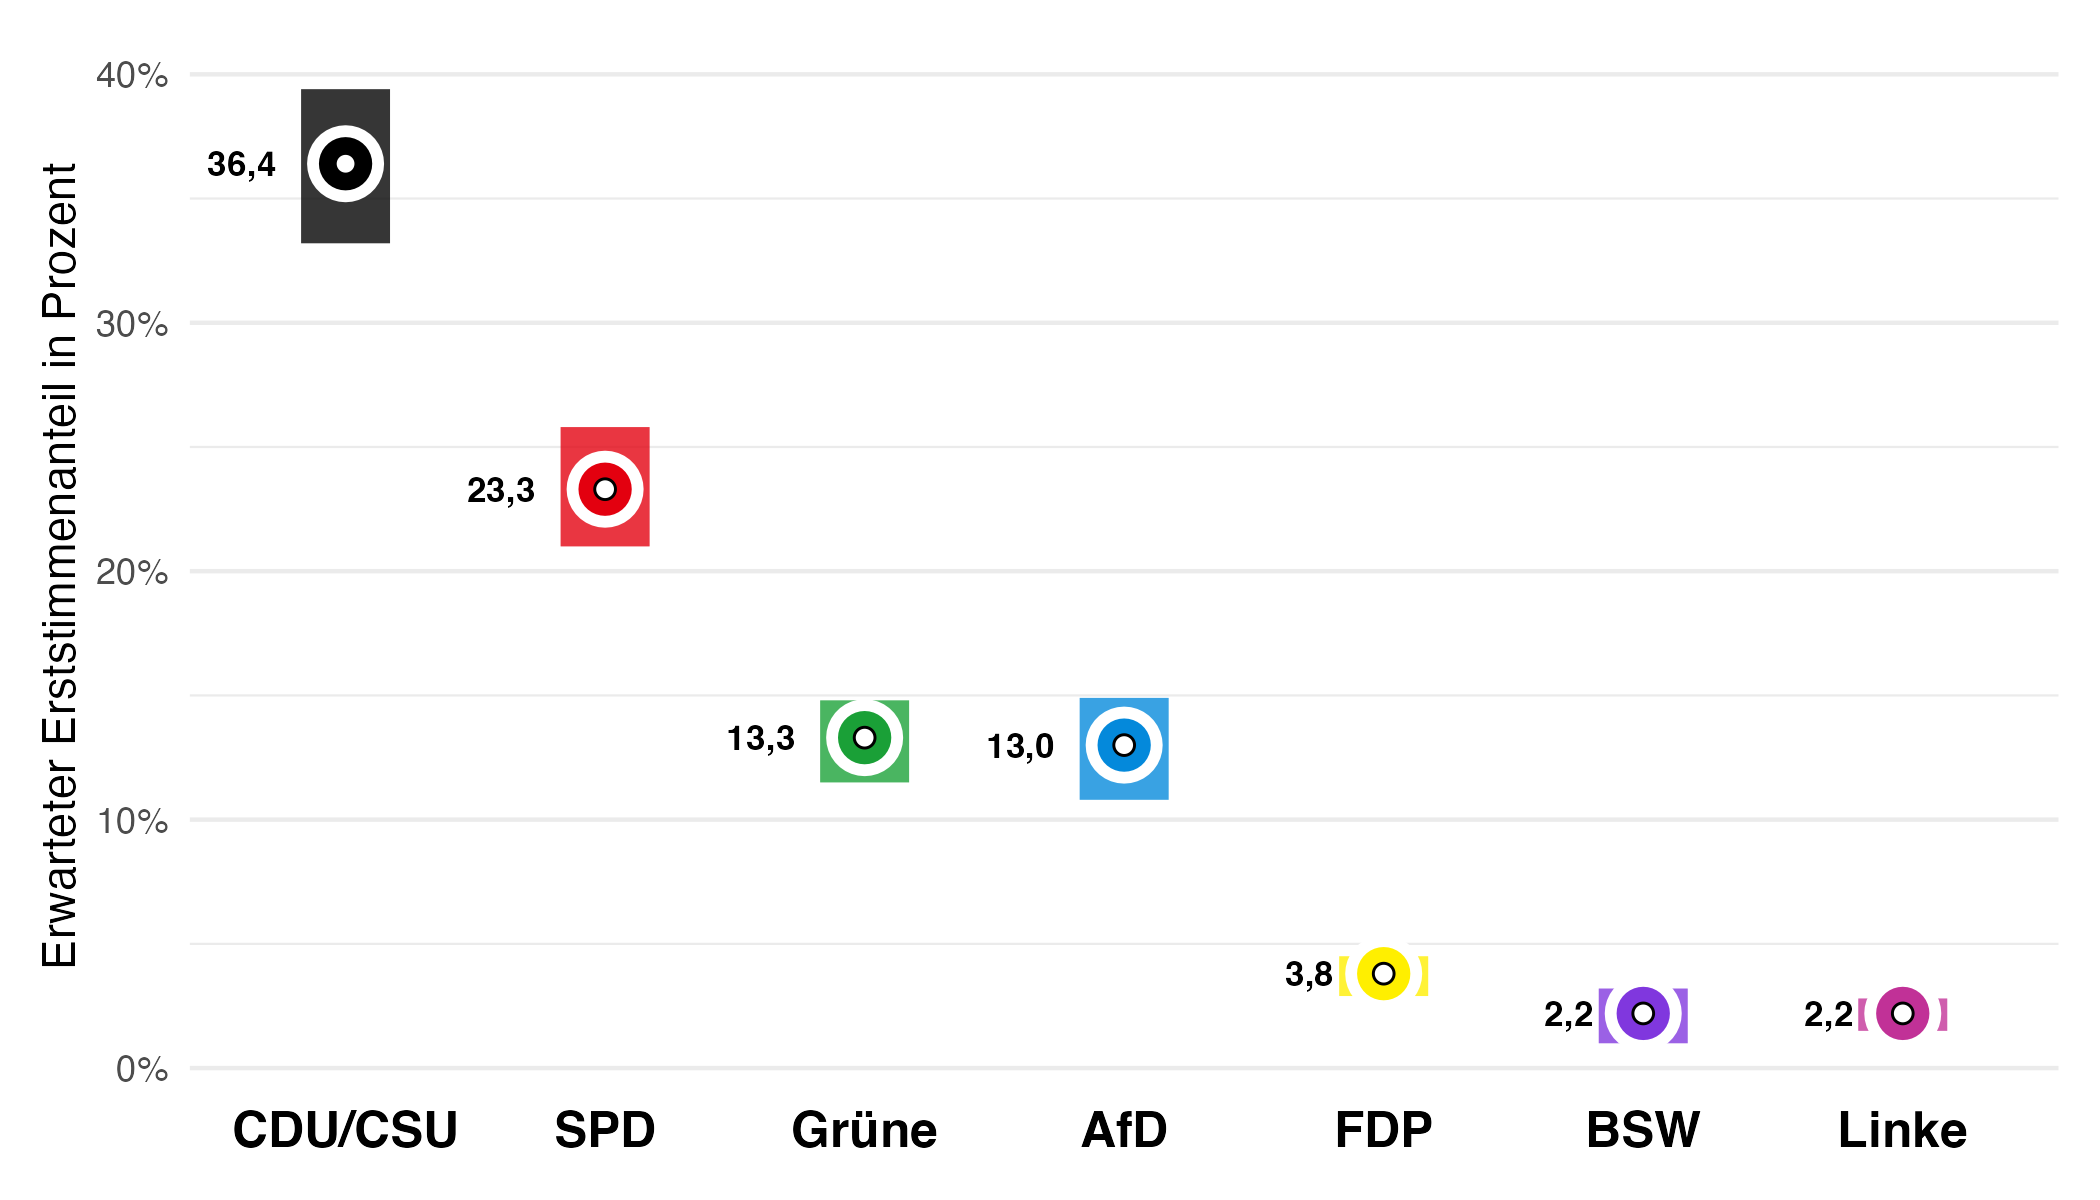 Erwarteter Erststimmenanteil in Prozent
40%
30%
20%
10%
0%
36,4
23,3
13,3
13,0
3,8
2,2
2,2
CDU/CSU
SPD
Grüne
AfD
FDP
BSW
Linke